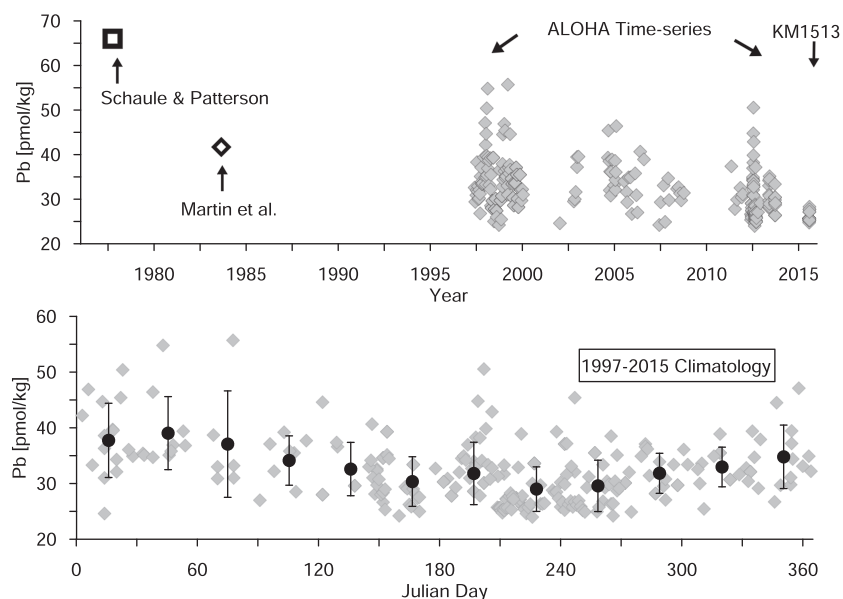 70
60
50
40
30
20
Pb [pmol/kg]
Schaule & Patterson
Martin et al.
ALOHA Time-series
KM1513
1980 1985 1990 1995 2000 2005 2010 2015
Year
60
50
40
30
20
Pb [pmol/kg]
1997-2015 Climatology
0 60 120 180 240 300 360
Julian Day